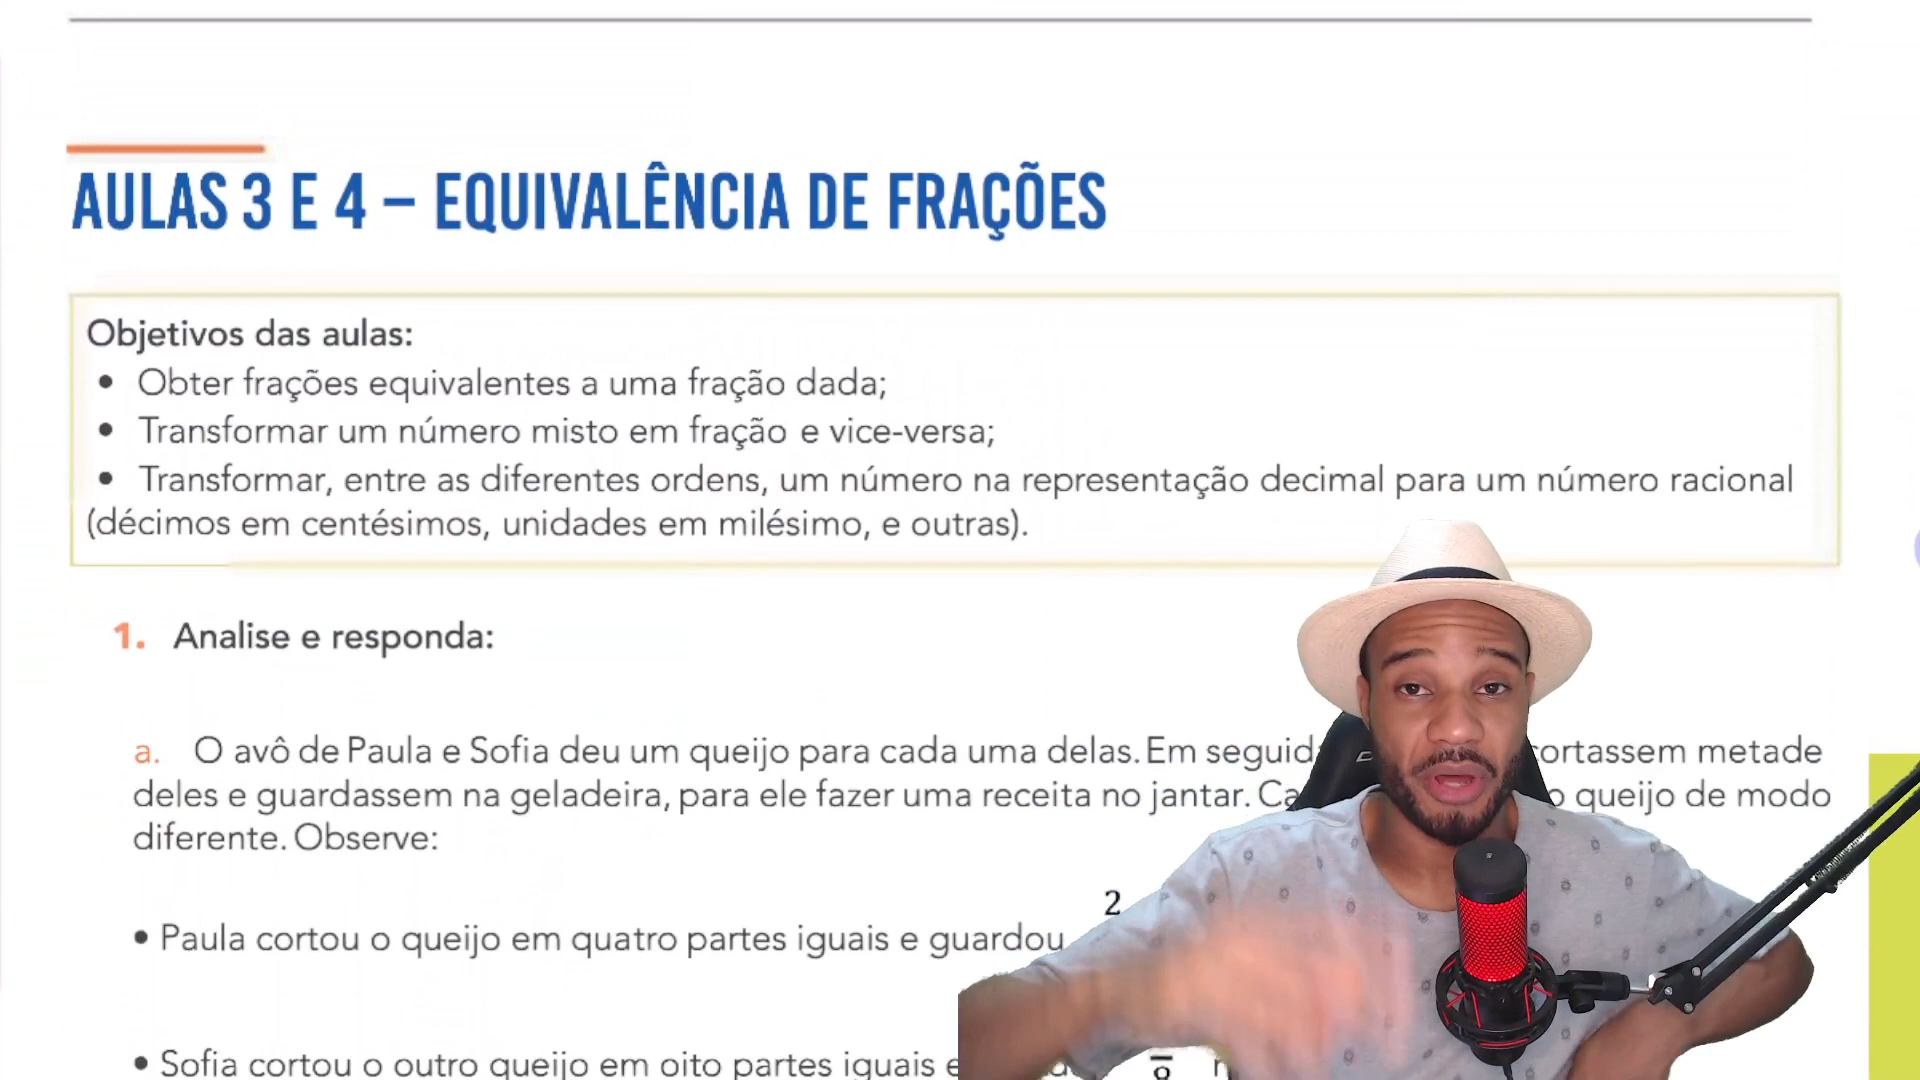 AULAS 3 E 4 – EQUIVALÊNCIA DE FRAÇÕES
Objetivos das aulas:
• Obter frações equivalentes a uma fração dada;
• Transformar um número misto em fração e vice-versa;
• Transformar, entre as diferentes ordens, um número na representação decimal para um número racional
(décimos em centésimos, unidades em milésimo, e outras).
1. Analise e responda:
a. O avô de Paula e Sofia deu um queijo para cada uma delas. Em metade
deles e guardassem na geladeira, para ele fazer uma receita no jantar. queijo de modo
diferente. Observe:
2
• Paula cortou o queijo em quatro partes iguais e guardou
• Sofia cortou o outro queijo em oito partes iguais e